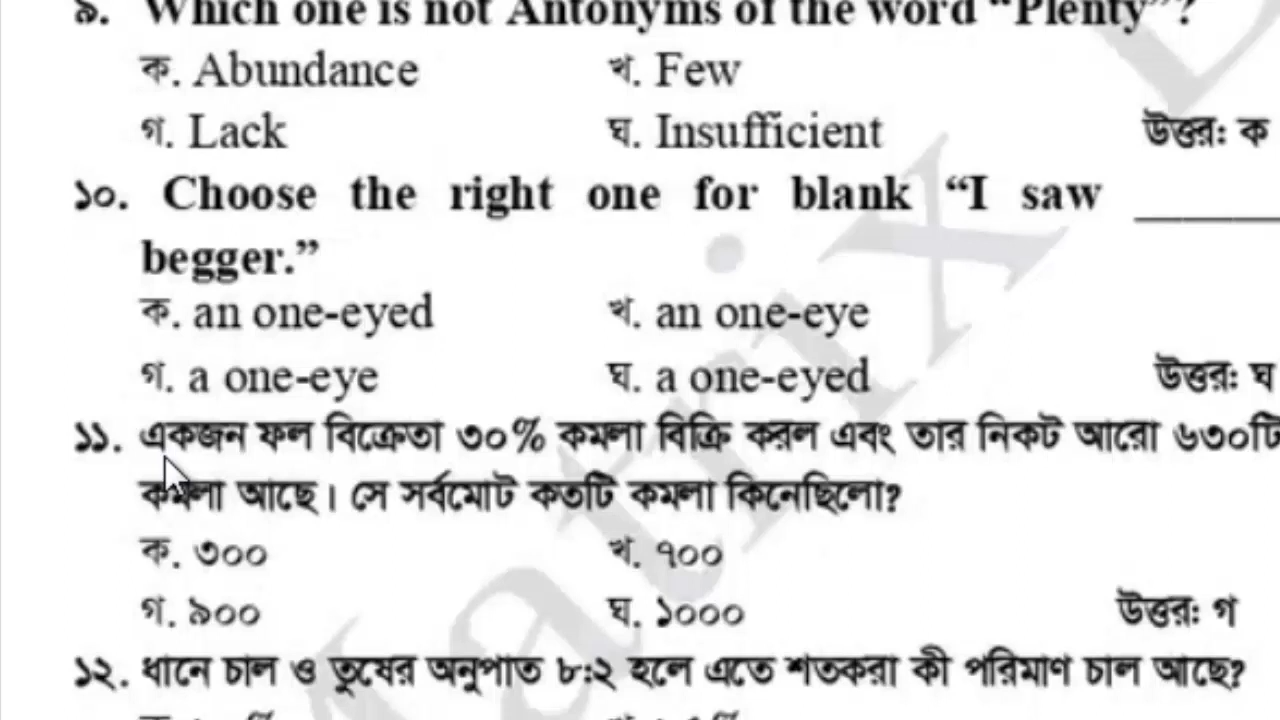 ৯. Which one is not Antonyms of the word “Plenty”?
ক. Abundance খ. Few
গ. Lack ঘ. Insufficient উত্তর: ক
১০. Choose the right one for blank “I saw ______
begger.”
ক. an one-eyed খ. an one-eye
গ. a one-eye ঘ. a one-eyed উত্তর: ঘ
১১. একজন ফল বিক্রেতা ৩০% কমলা বিক্রি করল এবং তার নিকট আরো ৬৩০টি
কমলা আছে। সে সর্বমোট কতটি কমলা কিনেছিলো?
ক. ৩০০ খ. ৭০০
গ. ৯০০ ঘ. ১০০০ উত্তর: গ
১২. ধানে চাল ও তুষের অনুপাত ৮:২ হলে এতে শতকরা কী পরিমাণ চাল আছে?
Matrix